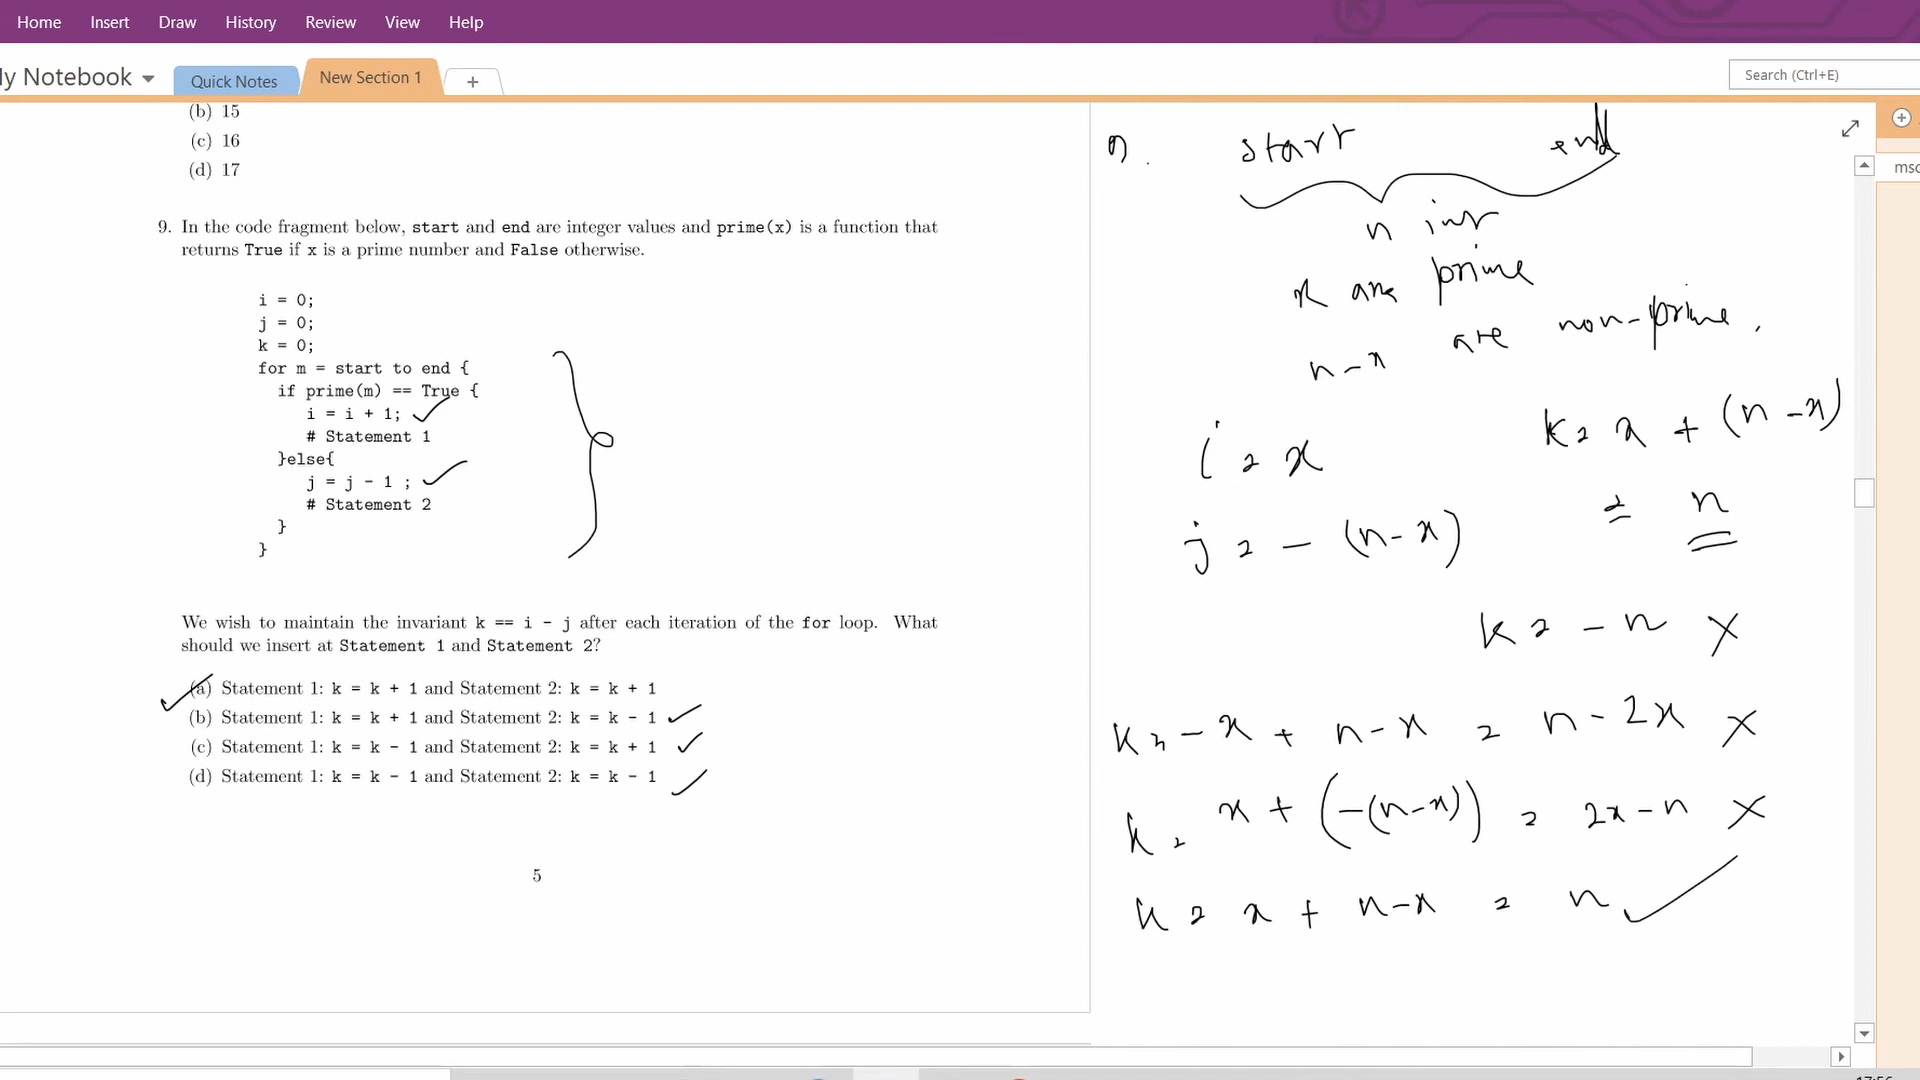 Home Insert Draw History Review View Help
ly Notebook Quick Notes New Section 1 +
Search (Ctrl+E)
(b) 15
(c) 16
(d) 17
9. In the code fragment below, start and end are integer values and prime(x) is a function that
returns True if x is a prime number and False otherwise.
i = 0;
j = 0;
k = 0;
for m = start to end {
if prime(m) == True {
i = i + 1;
# Statement 1
}else{
j = j - 1 ;
# Statement 2
}
}
We wish to maintain the invariant k == i - j after each iteration of the for loop. What
should we insert at Statement 1 and Statement 2?
(a) Statement 1: k = k + 1 and Statement 2: k = k + 1
(b) Statement 1: k = k + 1 and Statement 2: k = k - 1
(c) Statement 1: k = k - 1 and Statement 2: k = k + 1
(d) Statement 1: k = k - 1 and Statement 2: k = k - 1
5
start end
n int
x are prime
n-x are non-prime.
i = x
k = x + (n-x)
= n
j = -(n-x)
k = -n X
k = -x + n-x = n-2x X
k = x + (-(n-x)) = 2x-n X
k = x + n-x = n
msc